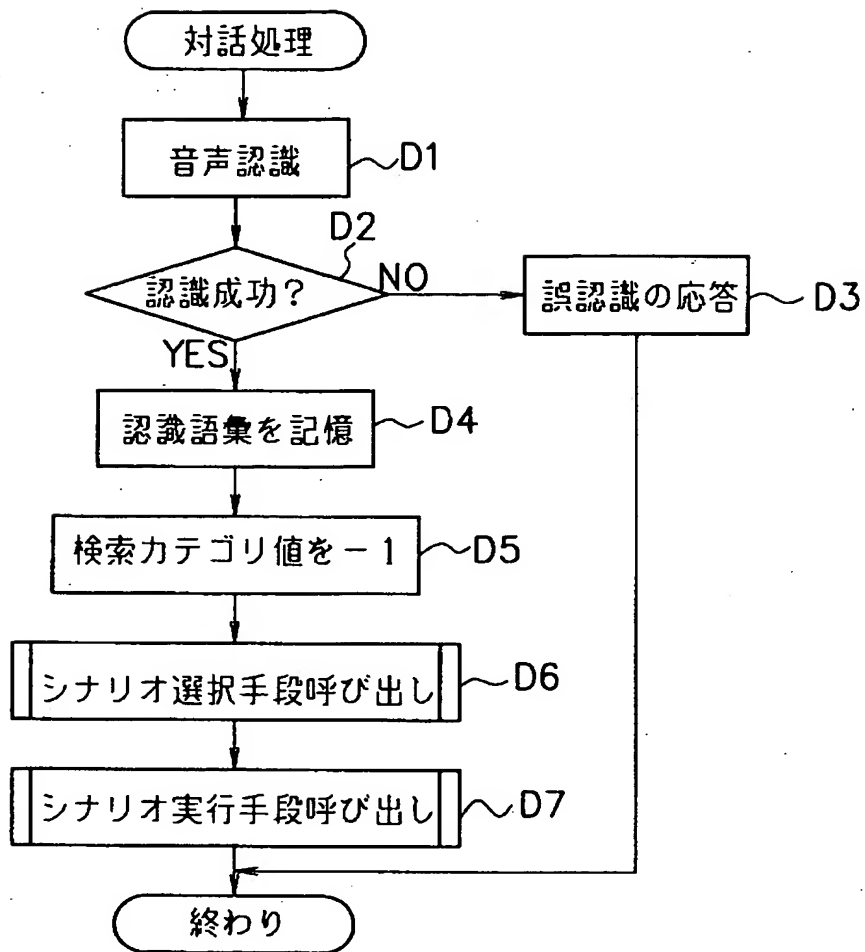 対話処理
音声認識
D1
D2
認識成功?
NO
誤認識の応答
D3
YES
認識語彙を記憶
D4
検索カテゴリ値を-1
D5
シナリオ選択手段呼び出し
D6
シナリオ実行手段呼び出し
D7
終わり